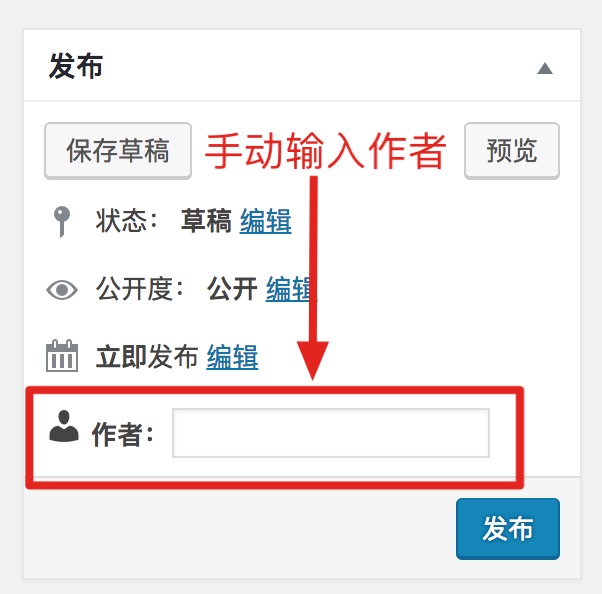 发布
保存草稿 手动输入作者 预览
状态： 草稿 编辑
公开度： 公开 编辑
立即发布 编辑
作者：
发布